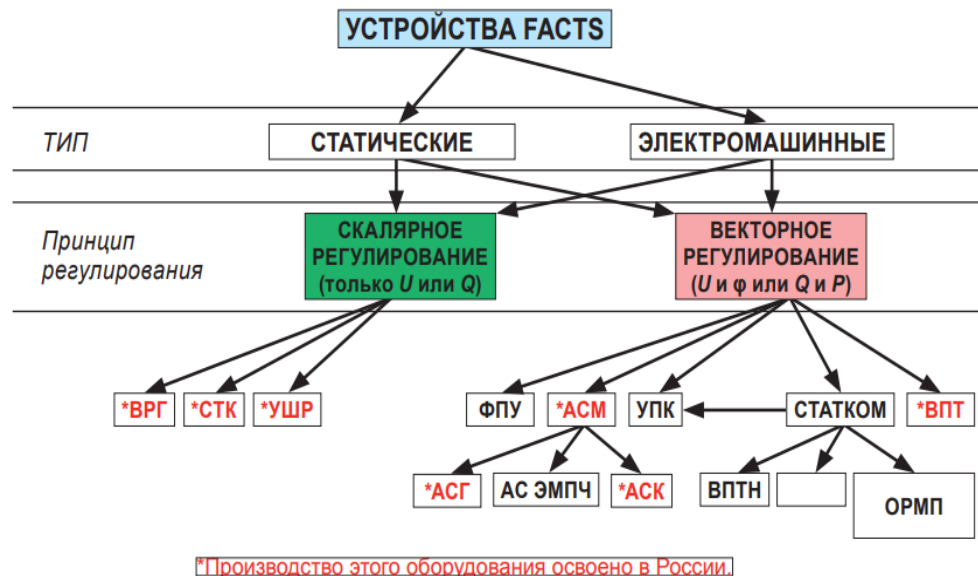 УСТРОЙСТВА FACTS
ТИП
СТАТИЧЕСКИЕ
ЭЛЕКТРОМАШИННЫЕ
Принцип
регулирования
СКАЛЯРНОЕ
РЕГУЛИРОВАНИЕ
(только U или Q)
ВЕКТОРНОЕ
РЕГУЛИРОВАНИЕ
(U и φ или Q и P)
*ВРГ
*СТК
*УШР
ФПУ
*АСМ
УПК
СТАТКОМ
*ВПТ
*АСГ
АС ЭМПЧ
*АСК
ВПТН
ОРМП
*Производство этого оборудования освоено в России.